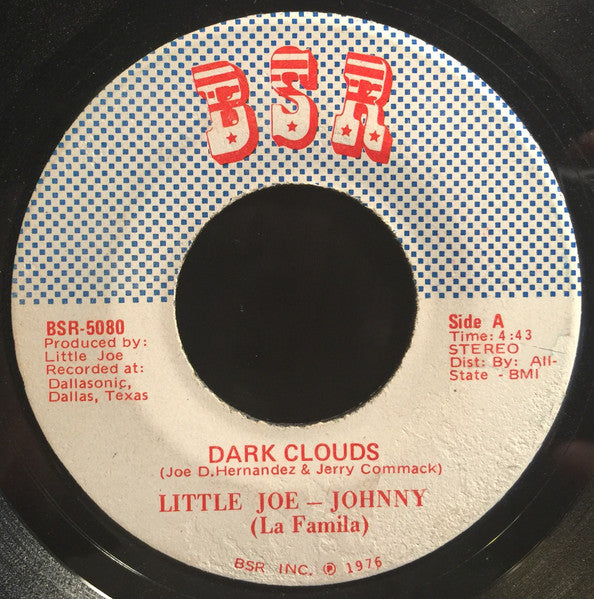 BSR
BSR-5080
Produced by:
Little Joe
Recorded at:
Dallasonic,
Dallas, Texas
Side A
Time: 4:43
STEREO
Dist: By: All-
State - BMI
DARK CLOUDS
(Joe D.Hernandez & Jerry Commack)
LITTLE JOE – JOHNNY
(La Famila)
BSR INC. ℗ 1976